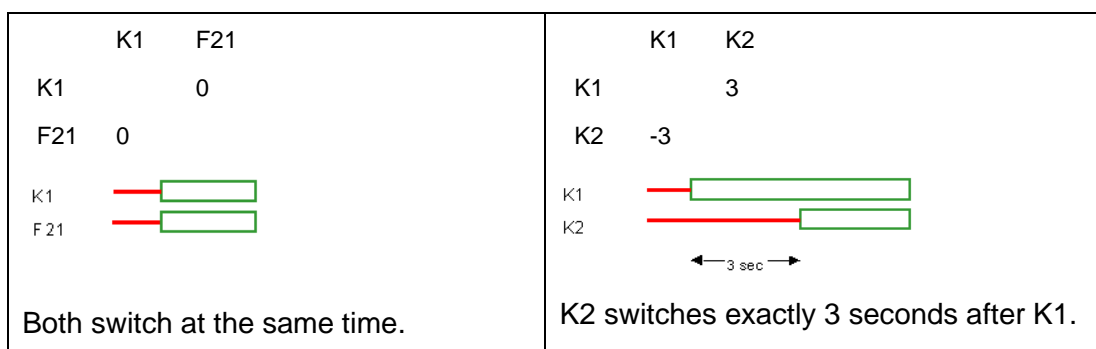 K1 F21
K1 0
F21 0
K1
F 21
Both switch at the same time.
K1 K2
K1 3
K2 -3
K1
K2
3 sec
K2 switches exactly 3 seconds after K1.